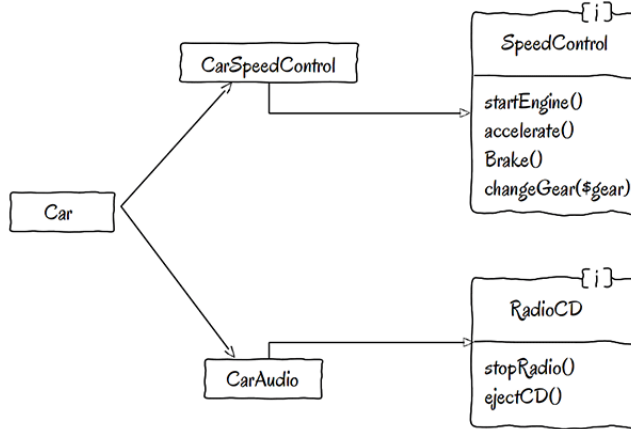 [i]
SpeedControl
CarSpeedControl
startEngine()
accelerate()
Brake()
changeGear($gear)
Car
[i]
RadioCD
CarAudio
stopRadio()
ejectCD()